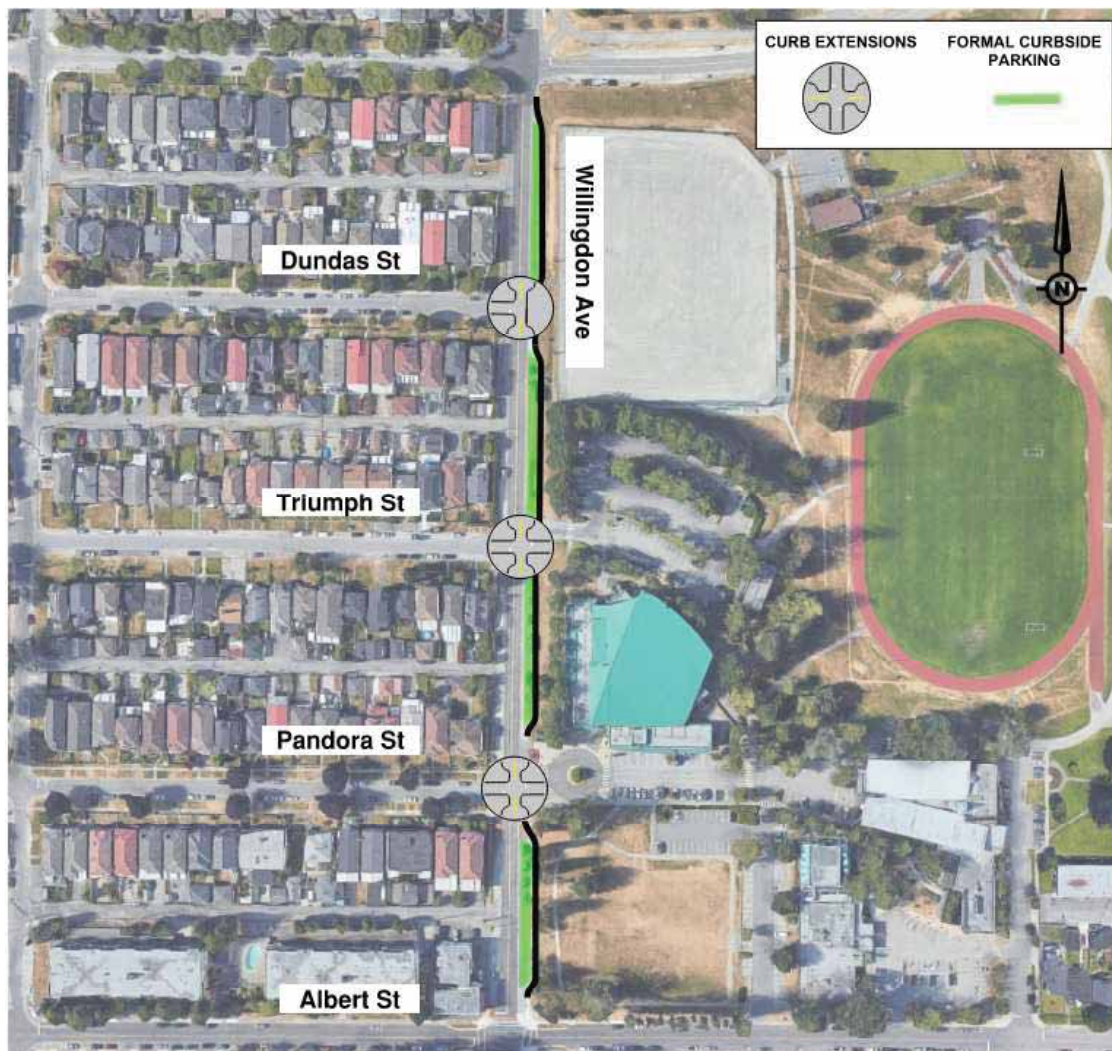 CURB EXTENSIONS
FORMAL CURBSIDE
PARKING
Willingdon Ave
Dundas St
N
Triumph St
Pandora St
Albert St